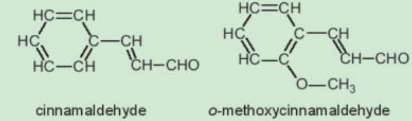 HC=CH
HC
C-CH
HC-CH
CH-CHO
cinnamaldehyde
HC=CH
HC
C-CH
HC-C
CH-CHO
O-CH₃
o-methoxycinnamaldehyde